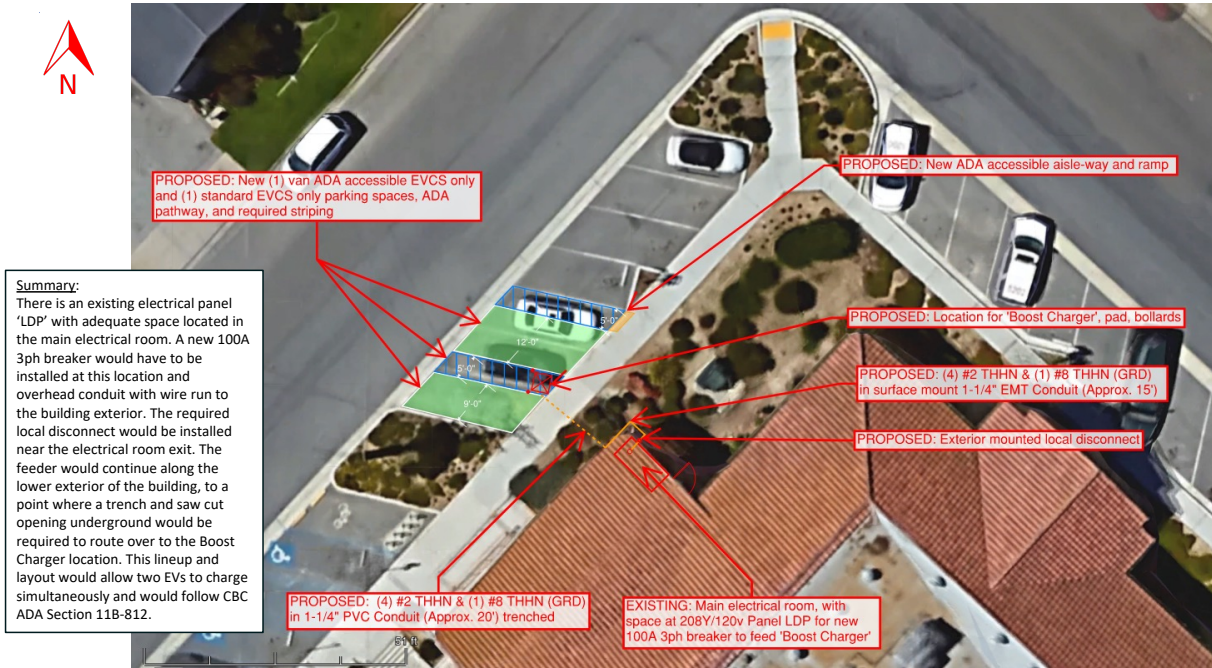 N
PROPOSED: New (1) van ADA accessible EVCS only
and (1) standard EVCS only parking spaces, ADA
pathway, and required striping
PROPOSED: New ADA accessible aisle-way and ramp
Summary:
There is an existing electrical panel
‘LDP’ with adequate space located in
the main electrical room. A new 100A
3ph breaker would have to be
installed at this location and
overhead conduit with wire run to
the building exterior. The required
local disconnect would be installed
near the electrical room exit. The
feeder would continue along the
lower exterior of the building, to a
point where a trench and saw cut
opening underground would be
required to route over to the Boost
Charger location. This lineup and
layout would allow two EVs to charge
simultaneously and would follow CBC
ADA Section 11B-812.
5'-0"
12'-0"
5'-0"
9'-0"
PROPOSED: Location for 'Boost Charger', pad, bollards
PROPOSED: (4) #2 THHN & (1) #8 THHN (GRD)
in surface mount 1-1/4" EMT Conduit (Approx. 15')
PROPOSED: Exterior mounted local disconnect
PROPOSED: (4) #2 THHN & (1) #8 THHN (GRD)
in 1-1/4" PVC Conduit (Approx. 20') trenched
EXISTING: Main electrical room, with
space at 208Y/120v Panel LDP for new
100A 3ph breaker to feed 'Boost Charger'
51 ft